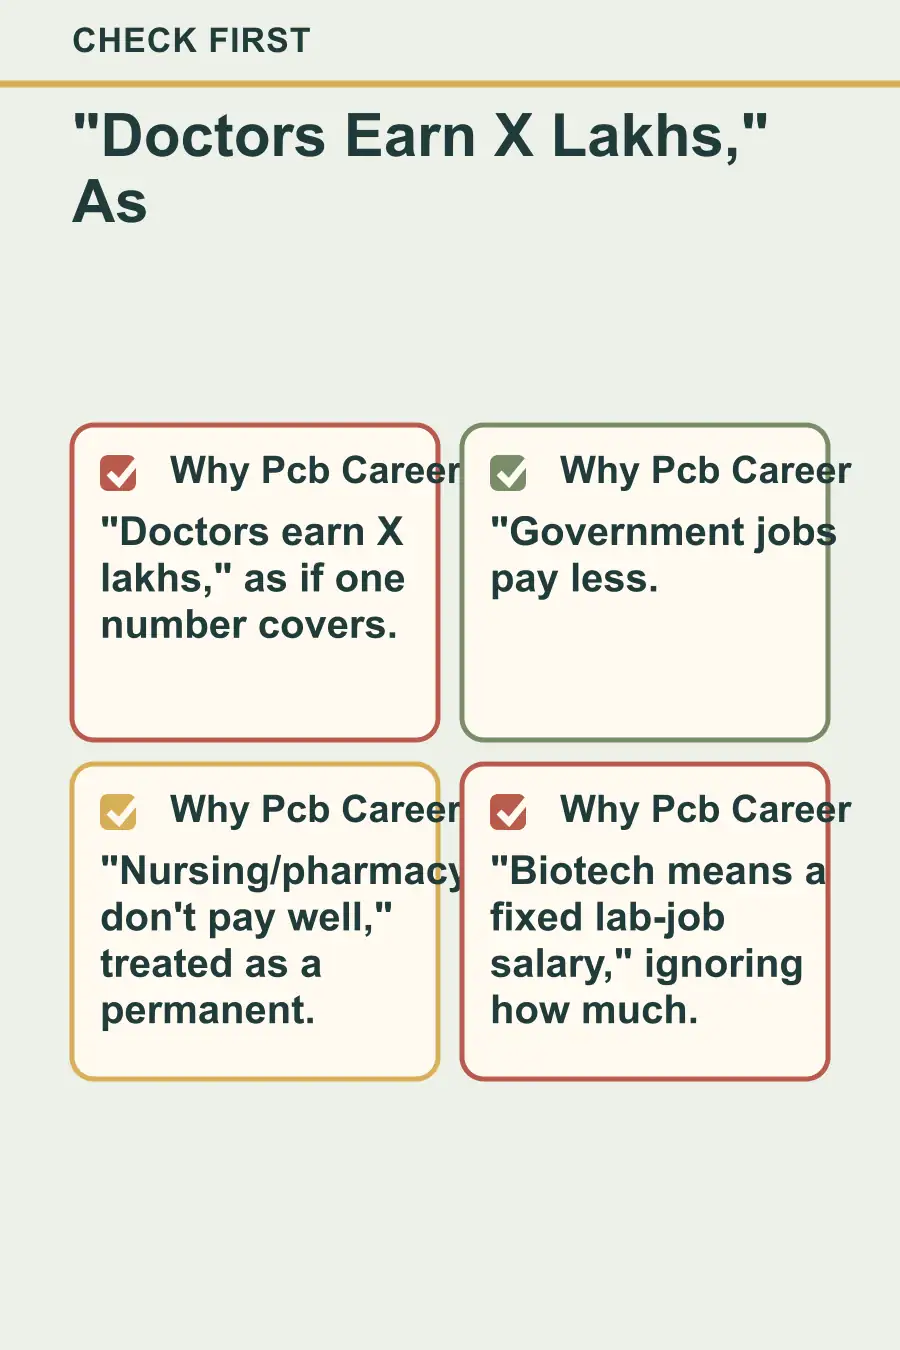 CHECK FIRST
"Doctors Earn X Lakhs,"
As
Why Pcb Career
"Doctors earn X
lakhs," as if one
number covers.
Why Pcb Career
"Government jobs
pay less.
Why Pcb Career
"Nursing/pharmacy
don't pay well,"
treated as a
permanent.
Why Pcb Career
"Biotech means a
fixed lab-job
salary," ignoring
how much.